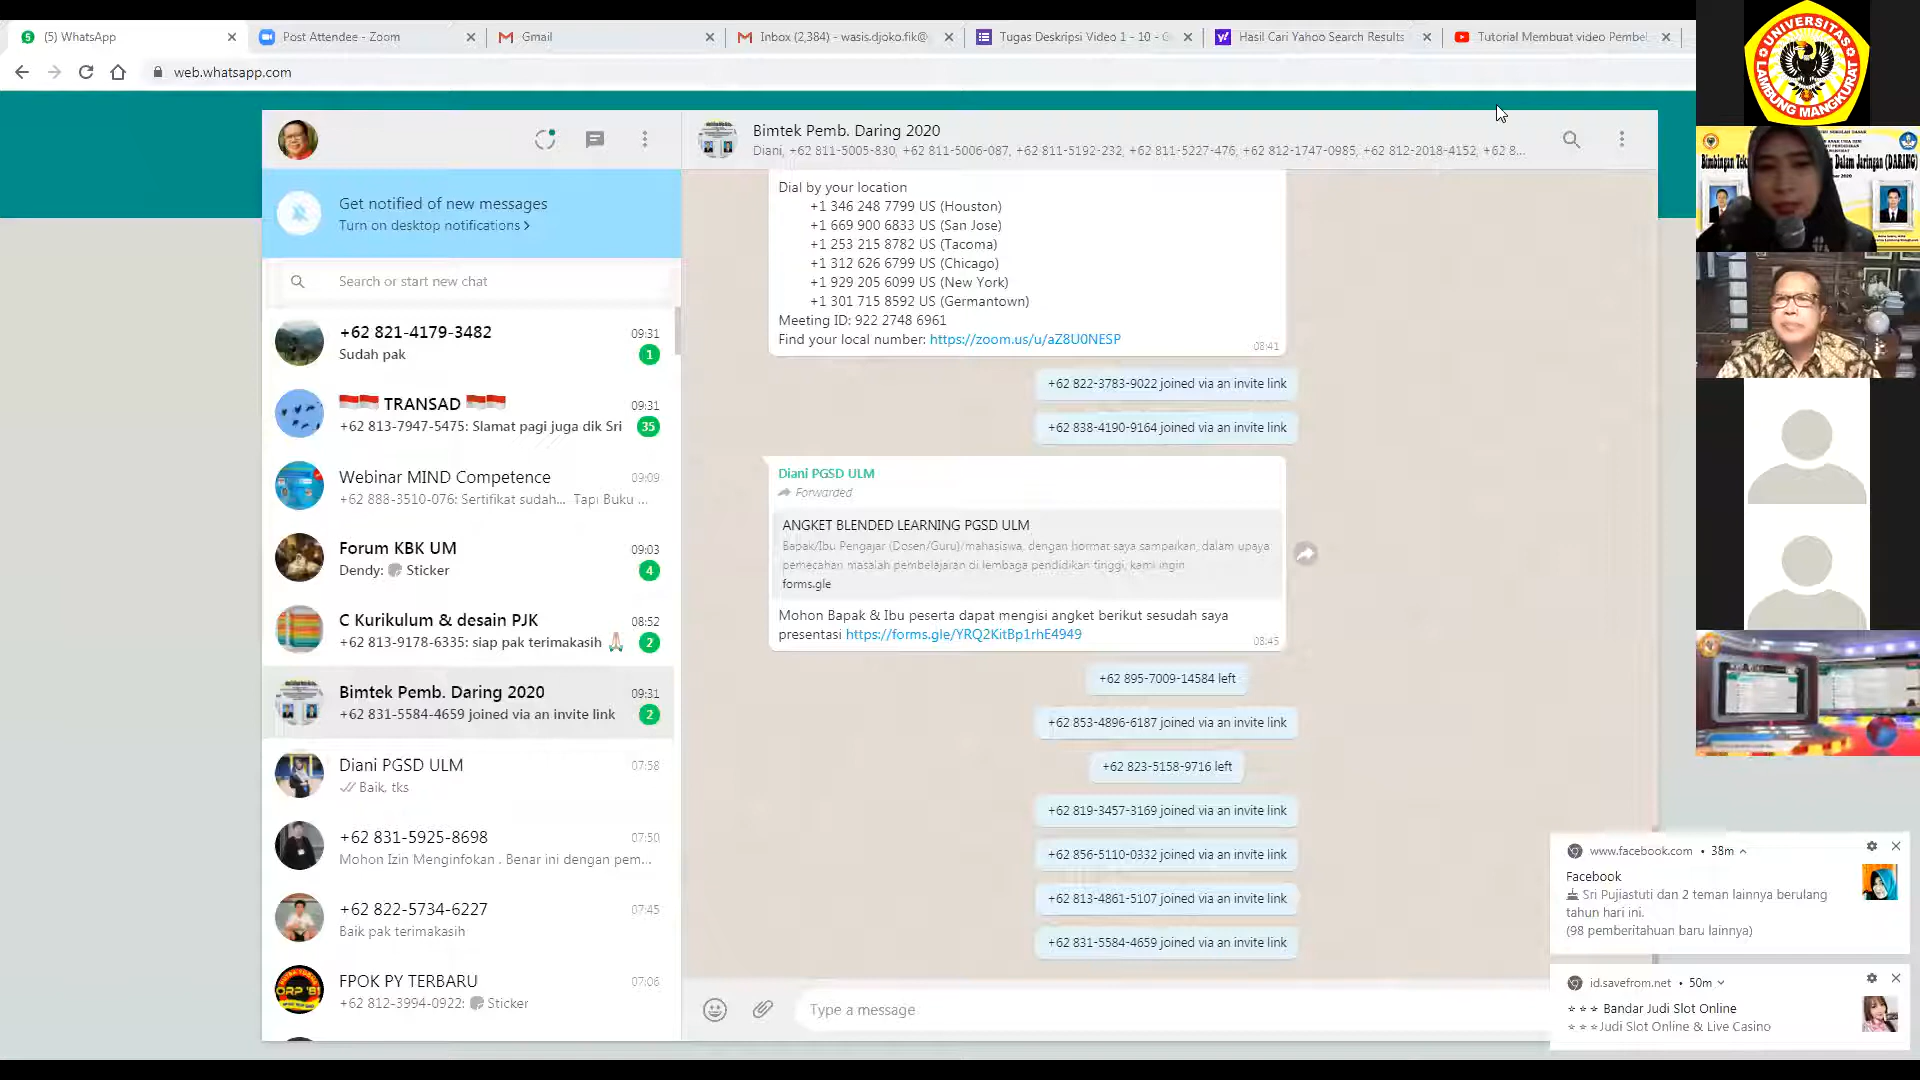 (5) WhatsApp
Post Attendee - Zoom
Gmail
Inbox (2,384) - wasis.djoko.fik@
Tugas Deskripsi Video 1 - 10 - G
Hasil Cari Yahoo Search Results
Tutorial Membuat video Pembel
web.whatsapp.com
Get notified of new messages
Turn on desktop notifications >
Search or start new chat
+62 821-4179-3482 09:31
Sudah pak 1
TRANSAD 09:31
+62 813-7947-5475: Slamat pagi juga dik Sri 35
Webinar MIND Competence 09:09
+62 888-3510-076: Sertifikat sudah... Tapi Buku ...
Forum KBK UM 09:03
Dendy: Sticker 4
C Kurikulum & desain PJK 08:52
+62 813-9178-6335: siap pak terimakasih 🙏🏻 2
Bimtek Pemb. Daring 2020 09:31
+62 831-5584-4659 joined via an invite link 2
Diani PGSD ULM 07:58
Baik, tks
+62 831-5925-8698 07:50
Mohon Izin Menginfokan . Benar ini dengan pem...
+62 822-5734-6227 07:45
Baik pak terimakasih
FPOK PY TERBARU 07:06
+62 812-3994-0922: Sticker
Bimtek Pemb. Daring 2020
Diani, +62 811-5005-830, +62 811-5006-087, +62 811-5192-232, +62 811-5227-476, +62 812-1747-0985, +62 812-2018-4152, +62 8...
Dial by your location
+1 346 248 7799 US (Houston)
+1 669 900 6833 US (San Jose)
+1 253 215 8782 US (Tacoma)
+1 312 626 6799 US (Chicago)
+1 929 205 6099 US (New York)
+1 301 715 8592 US (Germantown)
Meeting ID: 922 2748 6961
Find your local number: https://zoom.us/u/aZ8U0NESP
08:41
+62 822-3783-9022 joined via an invite link
+62 838-4190-9164 joined via an invite link
Diani PGSD ULM
Forwarded
ANGKET BLENDED LEARNING PGSD ULM
Bapak/Ibu Pengajar (Dosen/Guru)/mahasiswa, dengan hormat saya sampaikan, dalam upaya
pemecahan masalah pembelajaran di lembaga pendidikan tinggi, kami ingin
forms.gle
Mohon Bapak & Ibu peserta dapat mengisi angket berikut sesudah saya
presentasi https://forms.gle/YRQ2KitBp1rhE4949
08:45
+62 895-7009-14584 left
+62 853-4896-6187 joined via an invite link
+62 823-5158-9716 left
+62 819-3457-3169 joined via an invite link
+62 856-5110-0332 joined via an invite link
+62 813-4861-5107 joined via an invite link
+62 831-5584-4659 joined via an invite link
Type a message
UNIVERSITAS
LAMBUNG MANGKURAT
Bimbingan Dalam Jaringan (DARING)
www.facebook.com • 38m
Facebook
Sri Pujiastuti dan 2 teman lainnya berulang
tahun hari ini.
(98 pemberitahuan baru lainnya)
id.savefrom.net • 50m
Bandar Judi Slot Online
Judi Slot Online & Live Casino